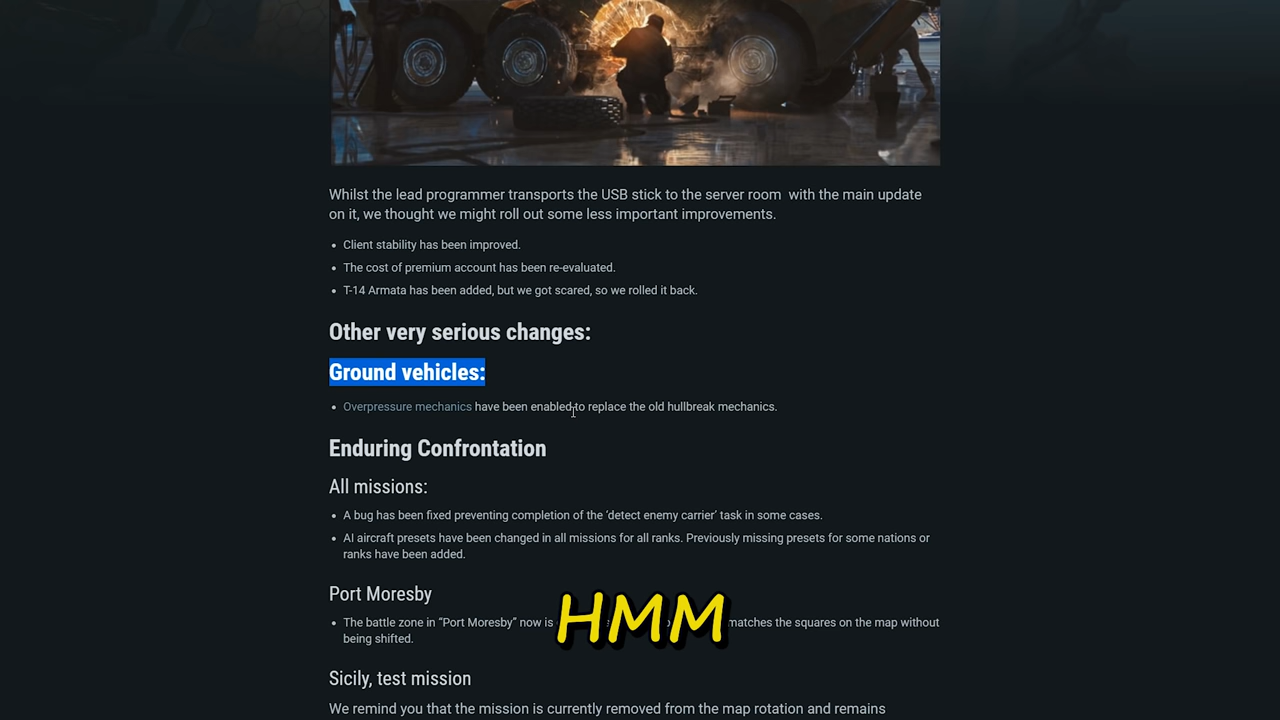 Whilst the lead programmer transports the USB stick to the server room with the main update
on it, we thought we might roll out some less important improvements.
• Client stability has been improved.
• The cost of premium account has been re-evaluated.
• T-14 Armata has been added, but we got scared, so we rolled it back.
Other very serious changes:
Ground vehicles:
• Overpressure mechanics have been enabled to replace the old hullbreak mechanics.
Enduring Confrontation
All missions:
• A bug has been fixed preventing completion of the ‘detect enemy carrier’ task in some cases.
• AI aircraft presets have been changed in all missions for all ranks. Previously missing presets for some nations or
ranks have been added.
Port Moresby
• The battle zone in “Port Moresby” now is matches the squares on the map without
being shifted.
HMM
Sicily, test mission
We remind you that the mission is currently removed from the map rotation and remains